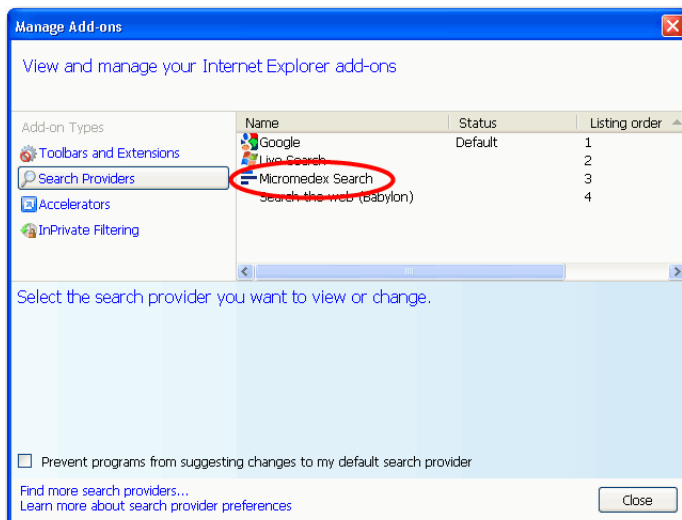 Manage Add-ons
View and manage your Internet Explorer add-ons
Add-on Types
Toolbars and Extensions
Search Providers
Accelerators
InPrivate Filtering
Name Status Listing order
Google Default 1
Live Search 2
Micromedex Search 3
Search the web (Babylon) 4
Select the search provider you want to view or change.
Prevent programs from suggesting changes to my default search provider
Find more search providers...
Learn more about search provider preferences
Close